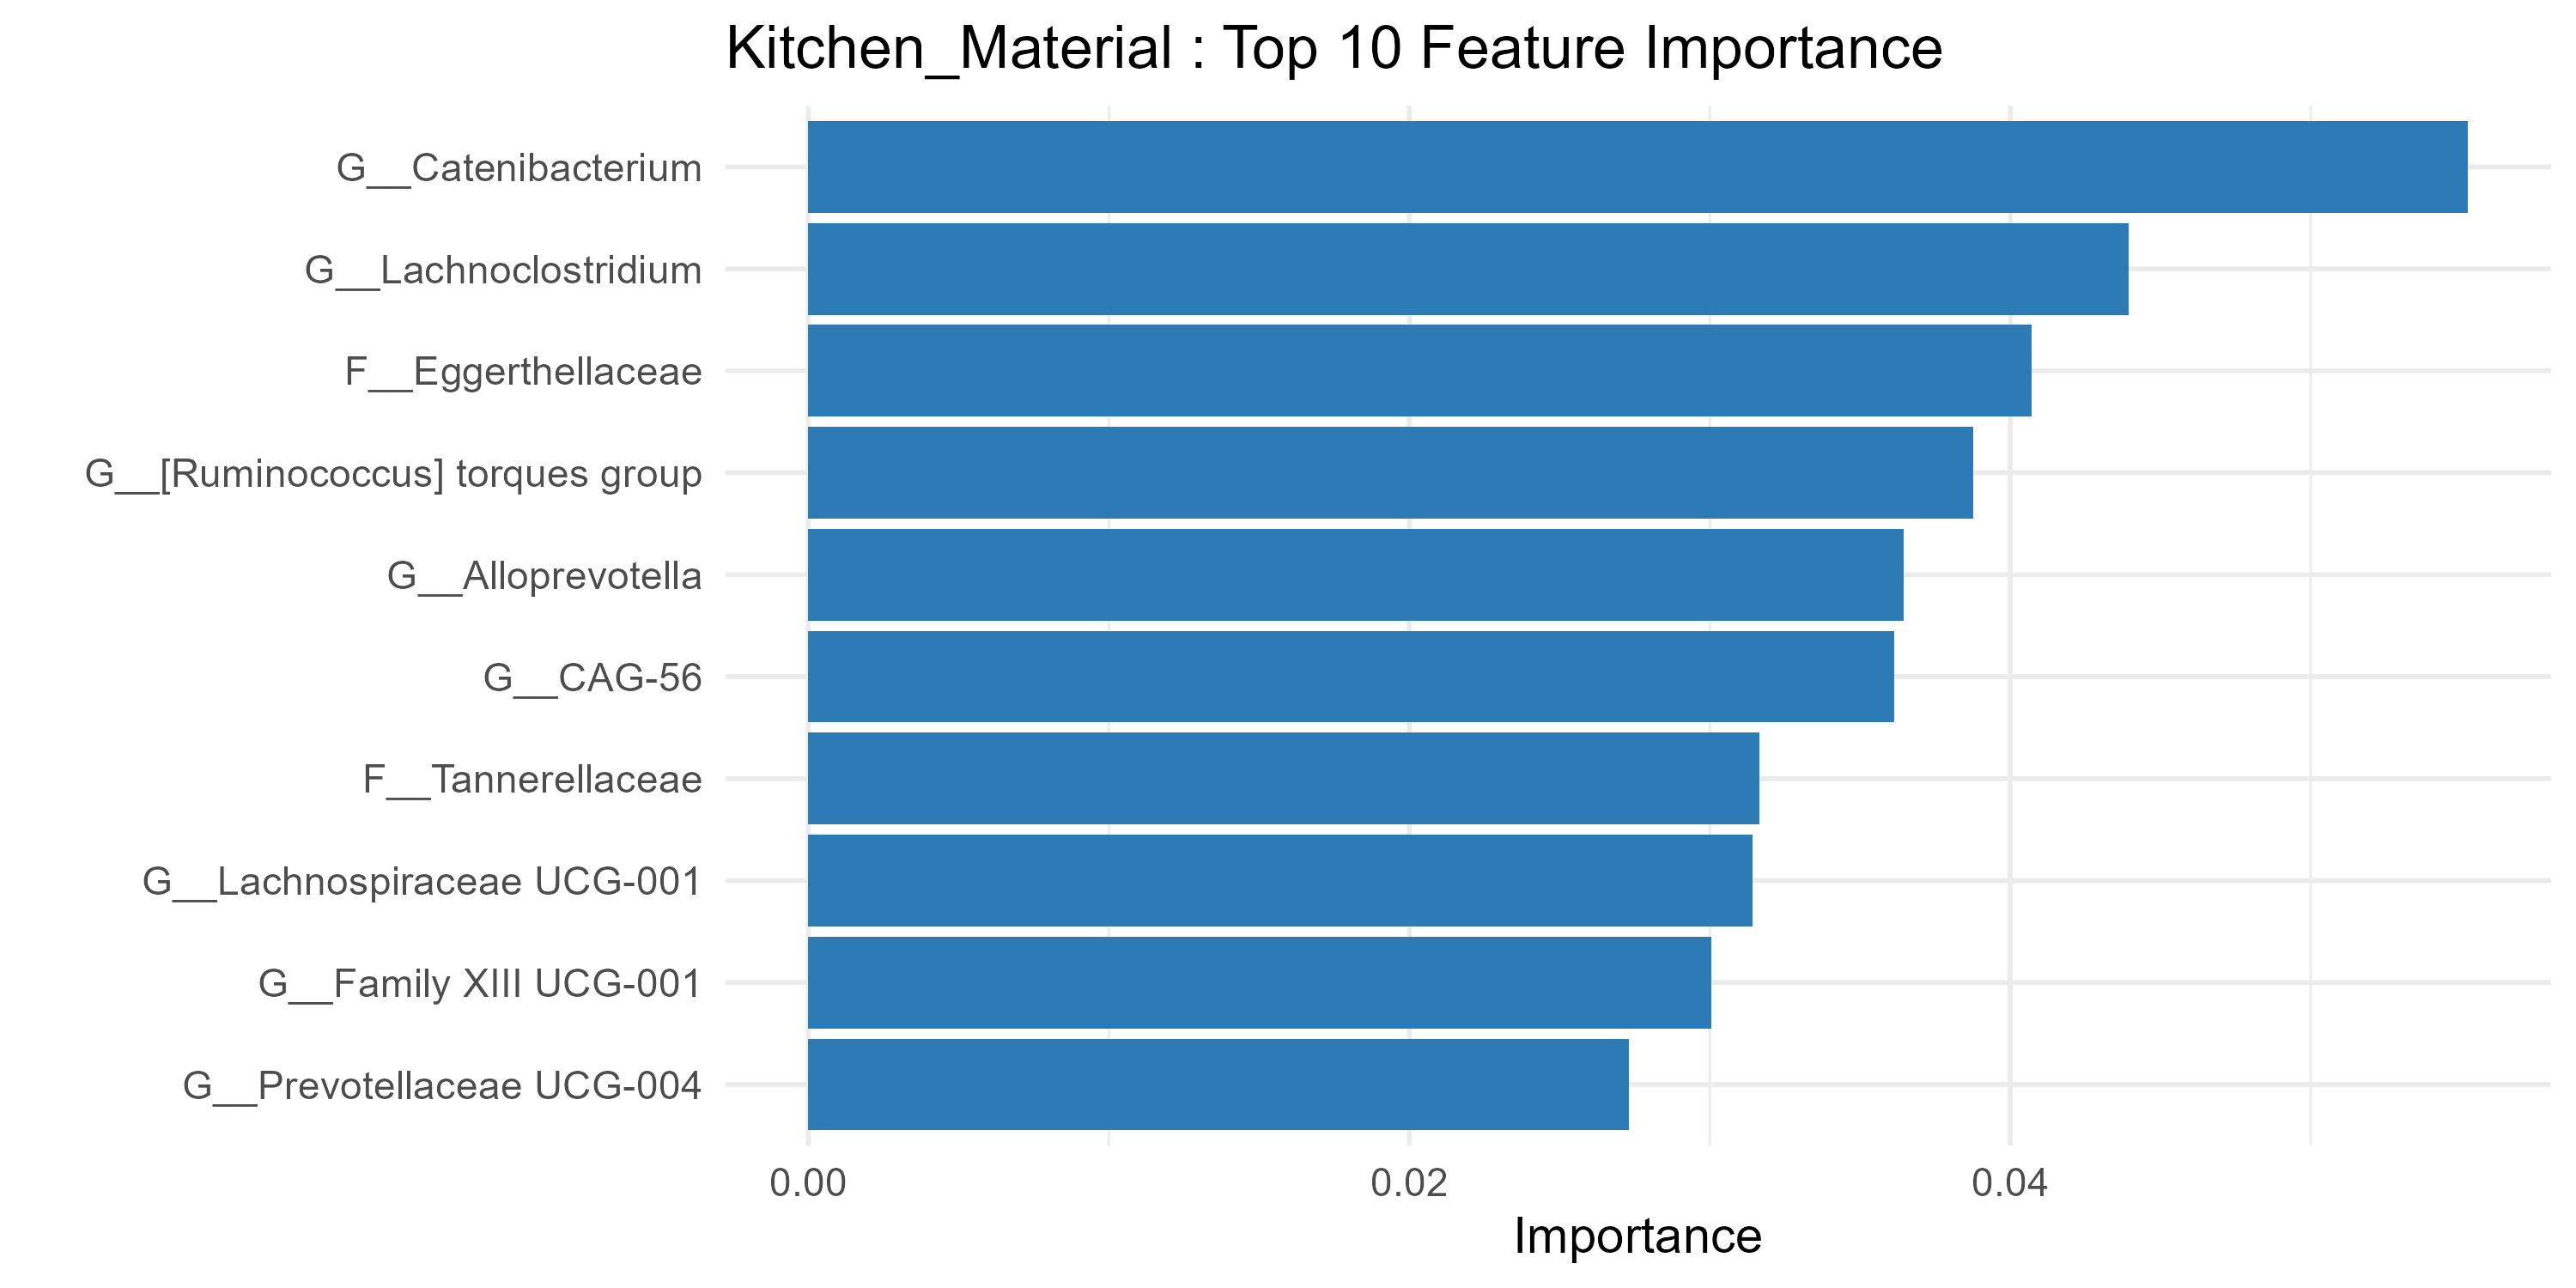 Kitchen_Material : Top 10 Feature Importance
G__Catenibacterium
G__Lachnoclostridium
F__Eggerthellaceae
G__[Ruminococcus] torques group
G__Alloprevotella
G__CAG-56
F__Tannerellaceae
G__Lachnospiraceae UCG-001
G__Family XIII UCG-001
G__Prevotellaceae UCG-004
0.00 0.02 0.04
Importance